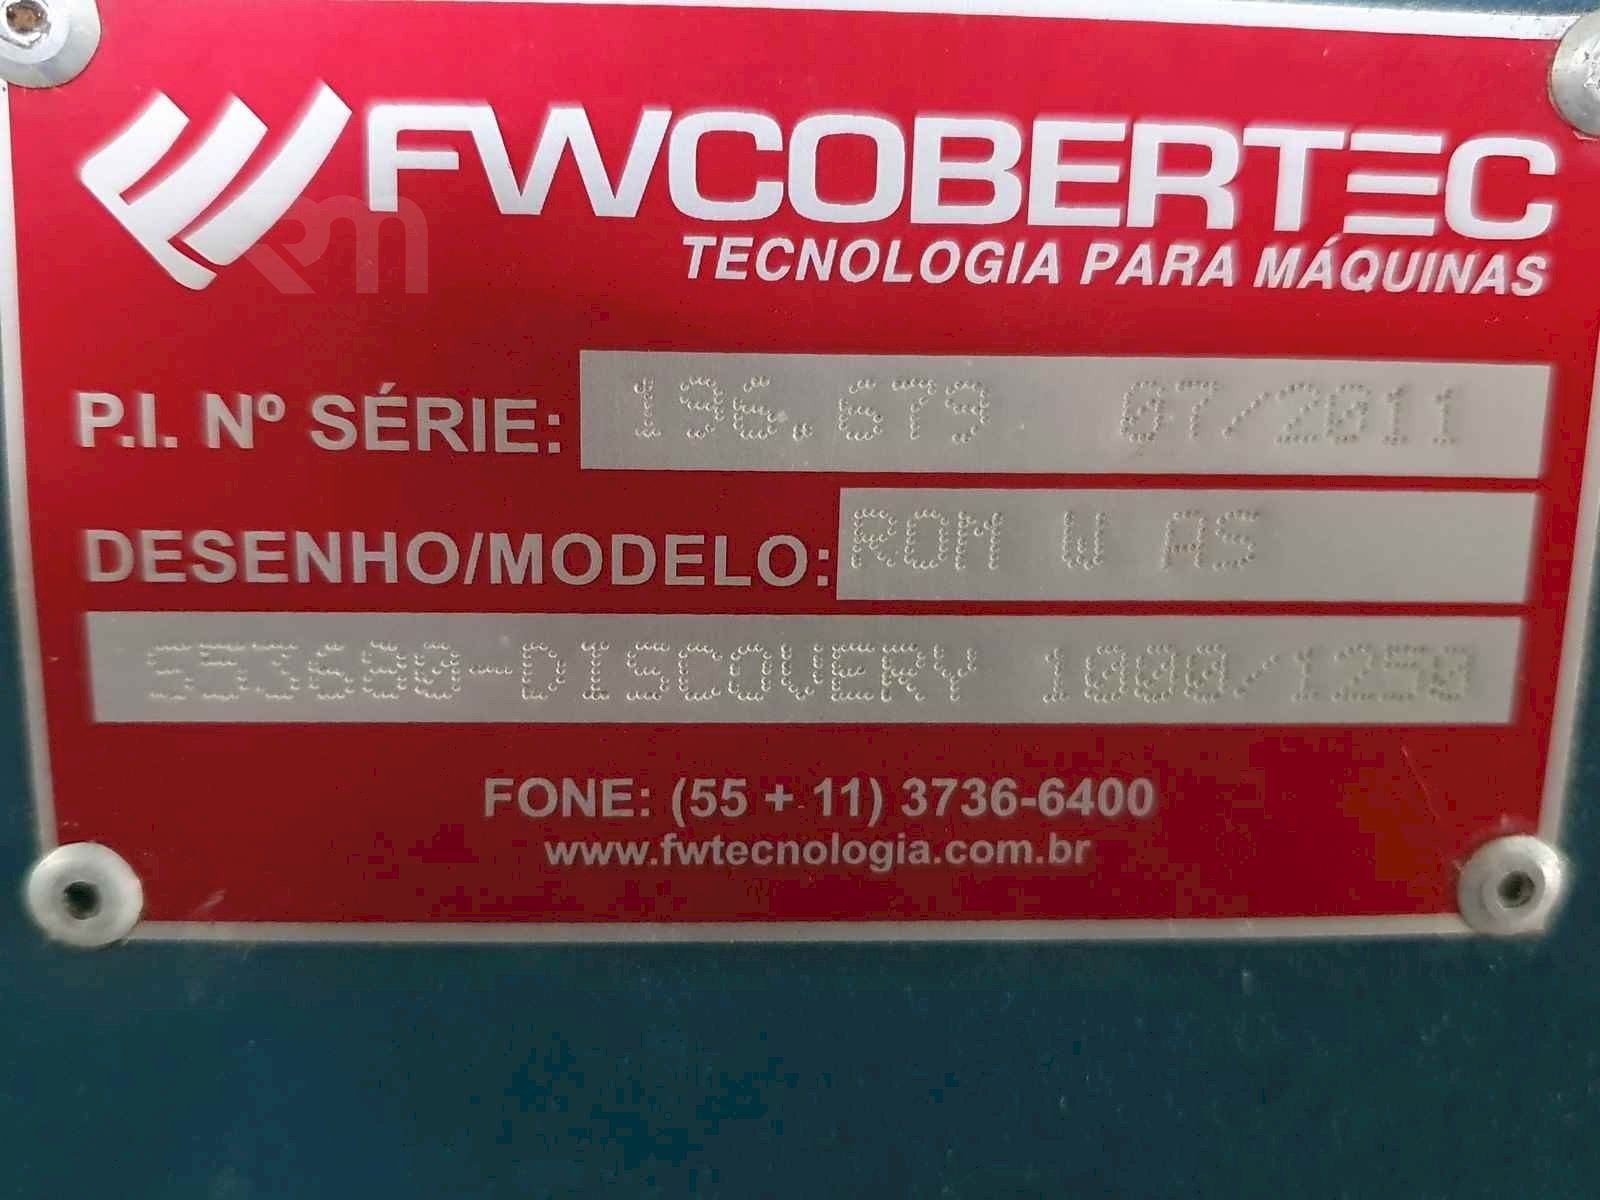 FWCOBERTEC
TECNOLOGIA PARA MÁQUINAS
P.I. Nº SÉRIE: 196.679 07/2011
DESENHO/MODELO: ROM W AS
S53680-DISCOVERY 1000/1250
FONE: (55 + 11) 3736-6400
www.fwtecnologia.com.br